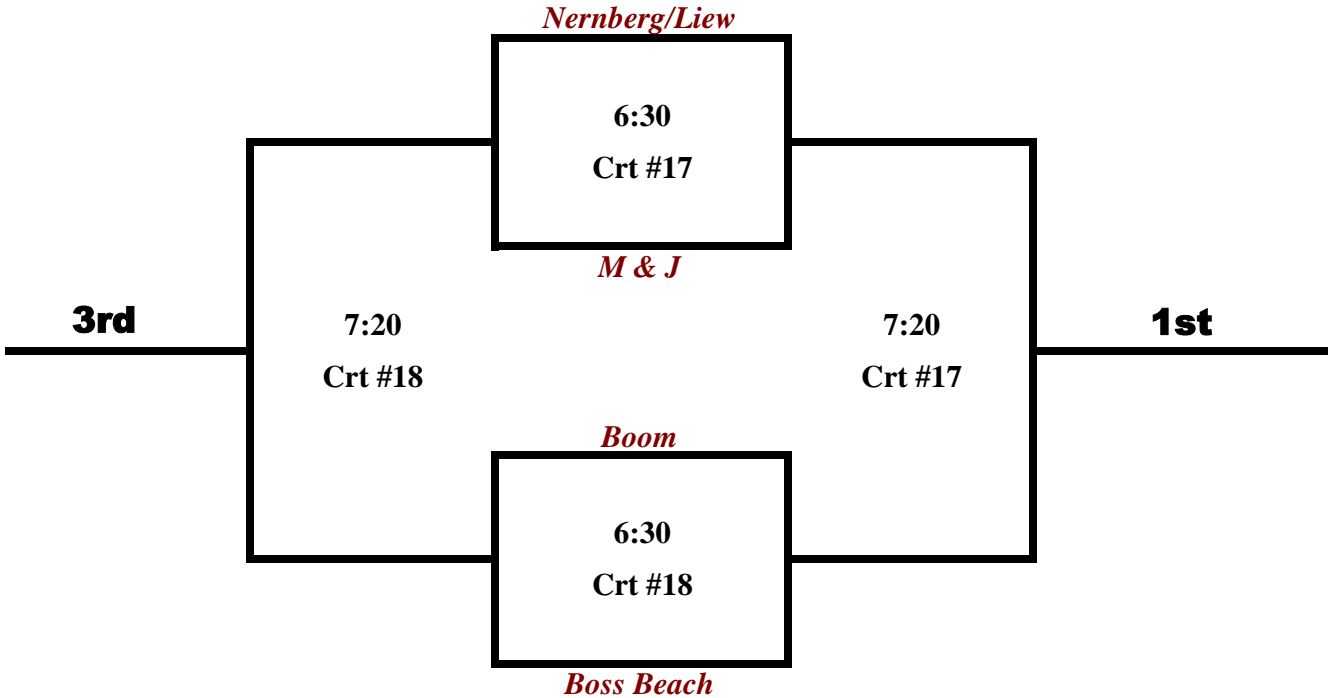 Nernberg/Liew
6:30
Crt #17
M & J
3rd
7:20
Crt #18
7:20
Crt #17
1st
Boom
6:30
Crt #18
Boss Beach